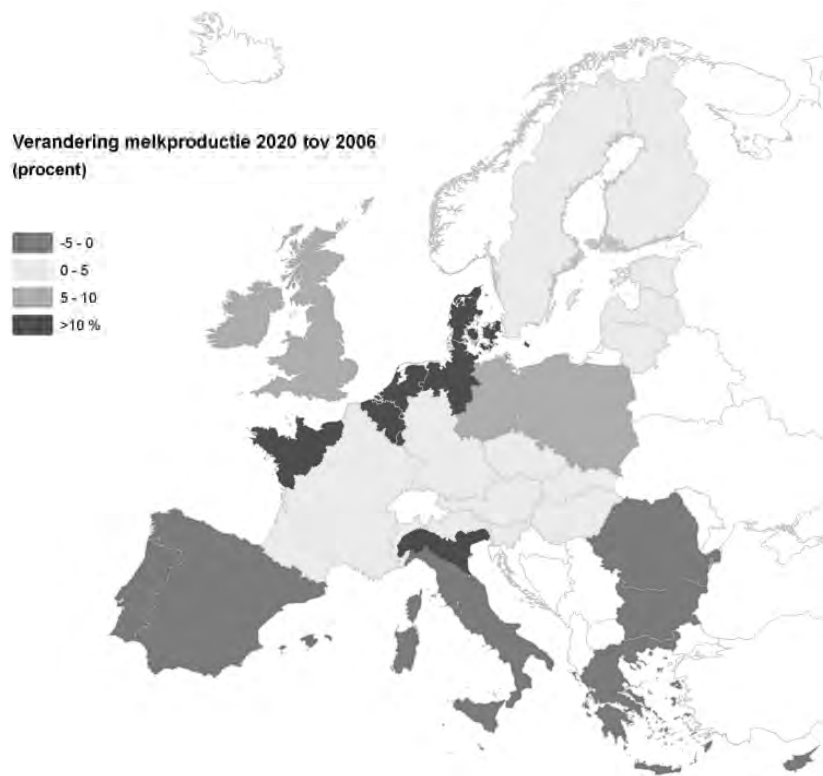 Verandering melkproductie 2020 tov 2006
(procent)
-5 - 0
0 - 5
5 - 10
>10 %